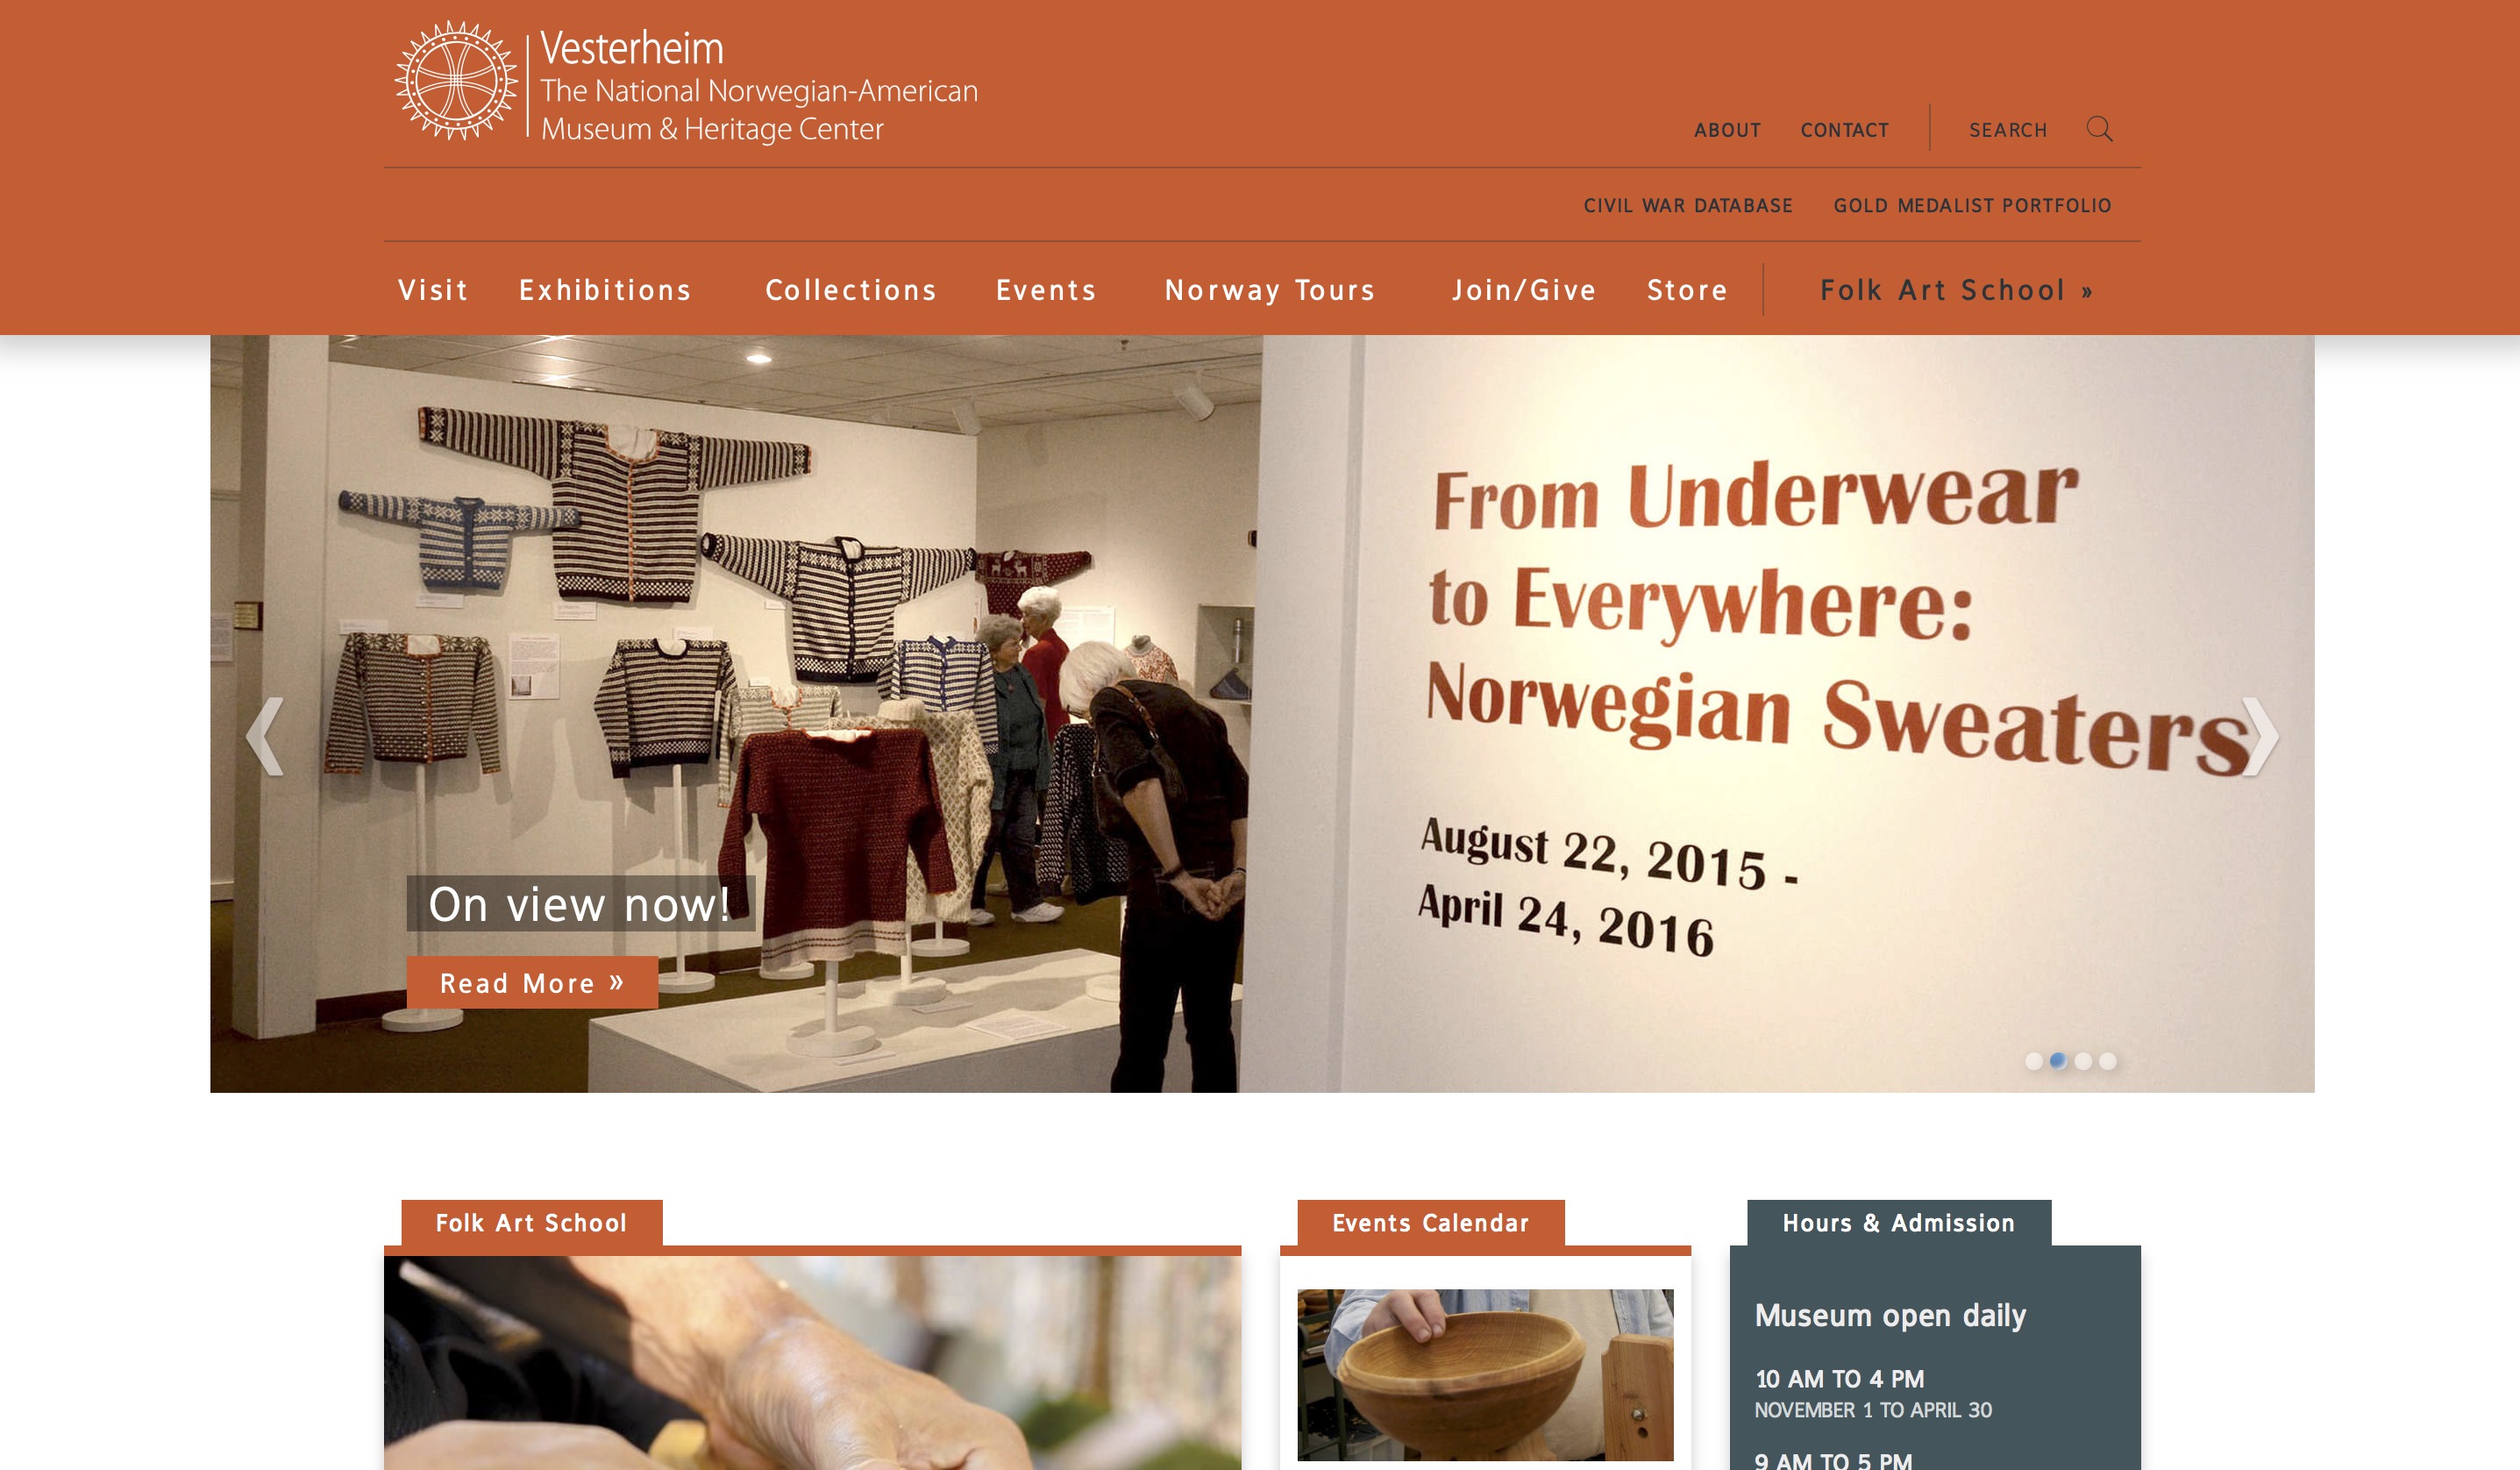 Vesterheim
The National Norwegian-American
Museum & Heritage Center
ABOUT CONTACT SEARCH
CIVIL WAR DATABASE GOLD MEDALIST PORTFOLIO
Visit Exhibitions Collections Events Norway Tours Join/Give Store Folk Art School »
From Underwear
to Everywhere:
Norwegian Sweaters
August 22, 2015 -
April 24, 2016
On view now!
Read More »
Folk Art School
Events Calendar
Hours & Admission
Museum open daily
10 AM TO 4 PM
NOVEMBER 1 TO APRIL 30
9 AM TO 5 PM